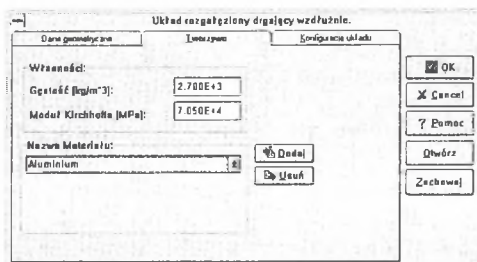 Układ rozgałęziony drgający wzdłużnie.
Dane geometryczne
Tworzywo
Konfiguracja układu
Własności:
Gęstość [kg/m^3]:
2.700E+3
Moduł Kirchhoffa [MPa]:
7.050E+4
Nazwa Materiału:
Aluminium
Dodaj
Usuń
OK
Cancel
? Pomoc
Otwórz
Zachowaj